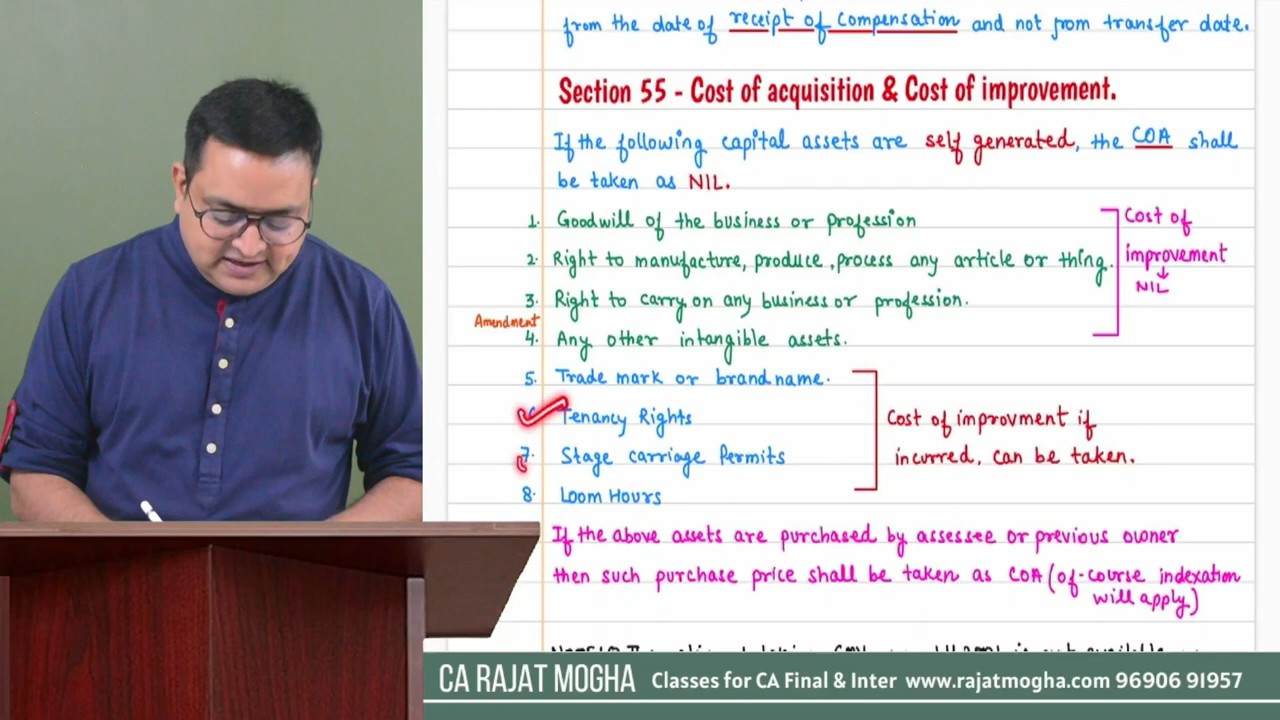 from the date of receipt of compensation and not from transfer date.
Section 55 - Cost of acquisition & Cost of improvement.
If the following capital assets are self generated, the COA shall
be taken as NIL.
1. Goodwill of the business or profession
2. Right to manufacture, produce, process any article or thing.
3. Right to carry on any business or profession.
Amendment
4. Any other intangible assets.
Cost of
improvement
↓
NIL
5. Trade mark or brand name.
Tenancy Rights
7. Stage carriage Permits
8. Loom Hours
Cost of improvment if
incurred, can be taken.
If the above assets are purchased by assessee or previous owner
then such purchase price shall be taken as COA (of-course indexation
will apply)
CA RAJAT MOGHA Classes for CA Final & Inter www.rajatmogha.com 96906 91957